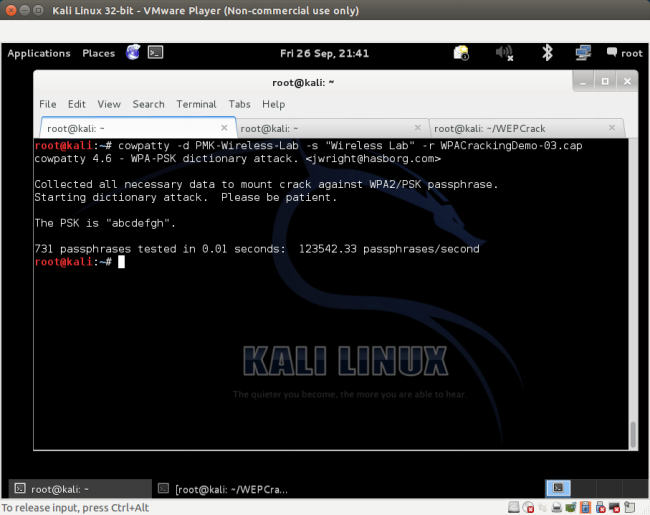 Kali Linux 32-bit - VMware Player (Non-commercial use only)
Applications Places Fri 26 Sep, 21:41 root
root@kali: ~
File Edit View Search Terminal Tabs Help
root@kali: ~ root@kali: ~ root@kali: ~/WEPCrack
root@kali:~# cowpatty -d PMK-Wireless-Lab -s "Wireless Lab" -r WPACrackingDemo-03.cap
cowpatty 4.6 - WPA-PSK dictionary attack. <jwright@hasborg.com>
Collected all necessary data to mount crack against WPA2/PSK passphrase.
Starting dictionary attack.  Please be patient.
The PSK is "abcdefgh".
731 passphrases tested in 0.01 seconds:  123542.33 passphrases/second
root@kali:~#
KALI LINUX
The quieter you become, the more you are able to hear.
root@kali: ~ [root@kali: ~/WEPCra...
To release input, press Ctrl+Alt